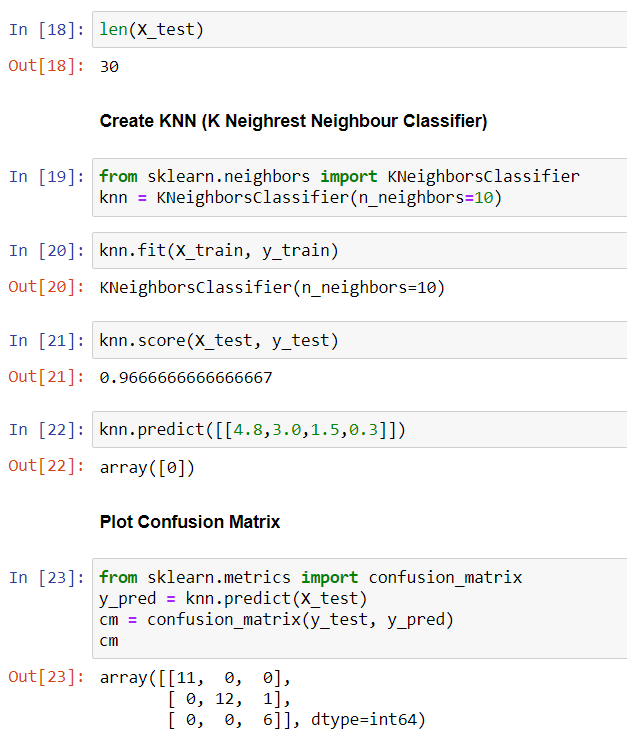 In [18]: len(X_test)
Out[18]: 30
Create KNN (K Neighrest Neighbour Classifier)
In [19]: from sklearn.neighbors import KNeighborsClassifier
knn = KNeighborsClassifier(n_neighbors=10)
In [20]: knn.fit(X_train, y_train)
Out[20]: KNeighborsClassifier(n_neighbors=10)
In [21]: knn.score(X_test, y_test)
Out[21]: 0.9666666666666667
In [22]: knn.predict([[4.8,3.0,1.5,0.3]])
Out[22]: array([0])
Plot Confusion Matrix
In [23]: from sklearn.metrics import confusion_matrix
y_pred = knn.predict(X_test)
cm = confusion_matrix(y_test, y_pred)
cm
Out[23]: array([[11,  0,  0],
       [ 0, 12,  1],
       [ 0,  0,  6]], dtype=int64)